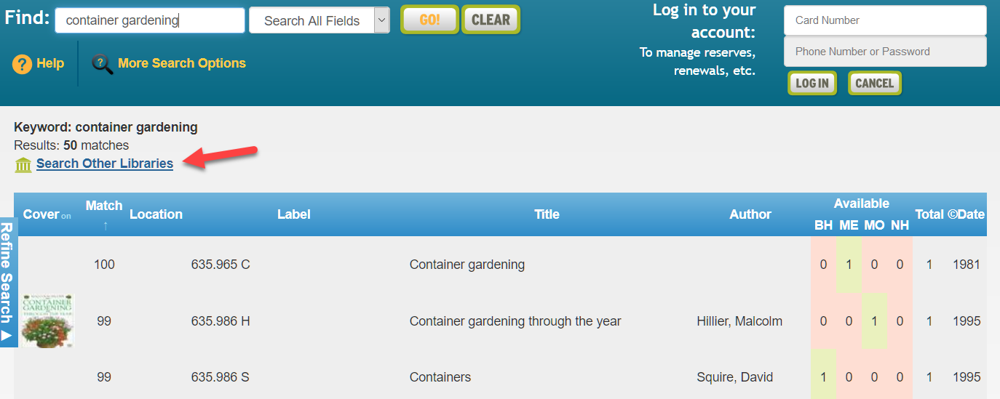 Find: container gardening Search All Fields GO! CLEAR
Log in to your
account:
To manage reserves,
renewals, etc.
Card Number
Phone Number or Password
LOG IN CANCEL
? Help ? More Search Options
Keyword: container gardening
Results: 50 matches
Search Other Libraries
Refine Search
Cover on Match ↑ Location Label Title Author Available Total ©Date
BH ME MO NH
100 635.965 C Container gardening 0 1 0 0 1 1981
CONTAINER
GARDENING
99 635.986 H Container gardening through the year Hillier, Malcolm 0 0 1 0 1 1995
99 635.986 S Containers Squire, David 1 0 0 0 1 1995